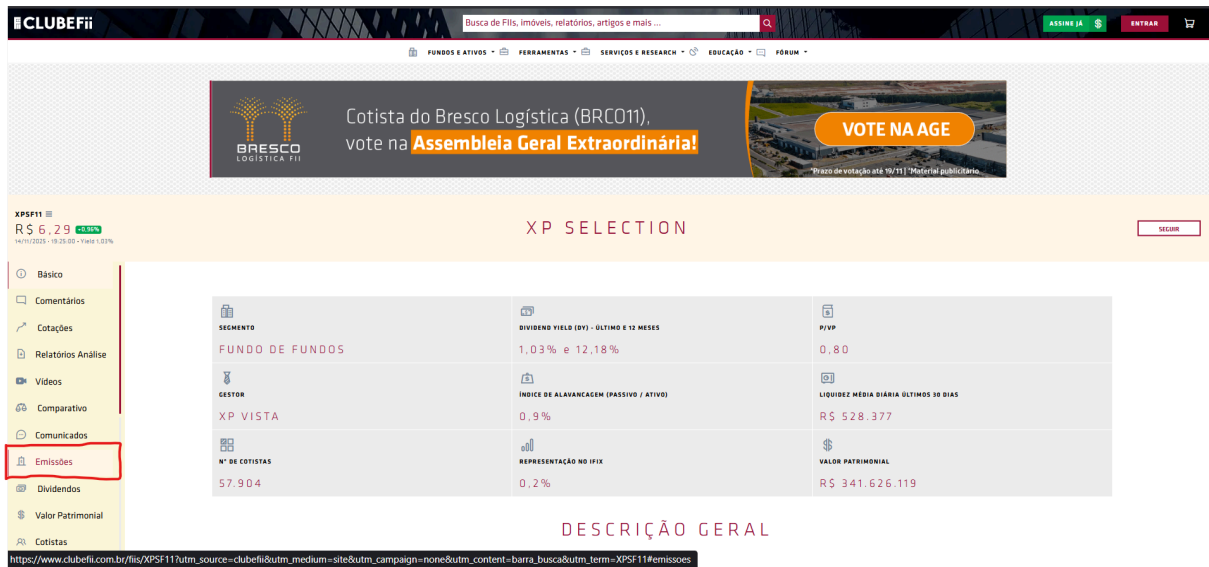 CLUBEFii
Busca de FIIs, imóveis, relatórios, artigos e mais ...
ASSINE JÁ
ENTRAR
FUNDOS E ATIVOS
FERRAMENTAS
SERVIÇOS E RESEARCH
EDUCAÇÃO
FÓRUM
BRESCO
LOGÍSTICA FII
Cotista do Bresco Logística (BRCO11),
vote na Assembleia Geral Extraordinária!
VOTE NA AGE
*Prazo de votação até 19/11 | *Material publicitário
XPSF11
R$ 6,29 +0,96%
14/11/2025 - 18:25:00 - Yield 1,03%
XP SELECTION
SEGUIR
Básico
Comentários
Cotações
Relatórios Análise
Vídeos
Comparativo
Comunicados
Emissões
Dividendos
Valor Patrimonial
Cotistas
SEGMENTO
FUNDO DE FUNDOS
DIVIDEND YIELD (DY) - ÚLTIMO E 12 MESES
1,03% e 12,18%
P/VP
0,80
GESTOR
XP VISTA
ÍNDICE DE ALAVANCAGEM (PASSIVO / ATIVO)
0,9%
LIQUIDEZ MÉDIA DIÁRIA ÚLTIMOS 30 DIAS
R$ 528.377
N° DE COTISTAS
57.904
REPRESENTAÇÃO NO IFIX
0,2%
VALOR PATRIMONIAL
R$ 341.626.119
DESCRIÇÃO GERAL
https://www.clubefii.com.br/fiis/XPSF11?utm_source=clubefii&utm_medium=site&utm_campaign=none&utm_content=barra_busca&utm_term=XPSF11#emissoes